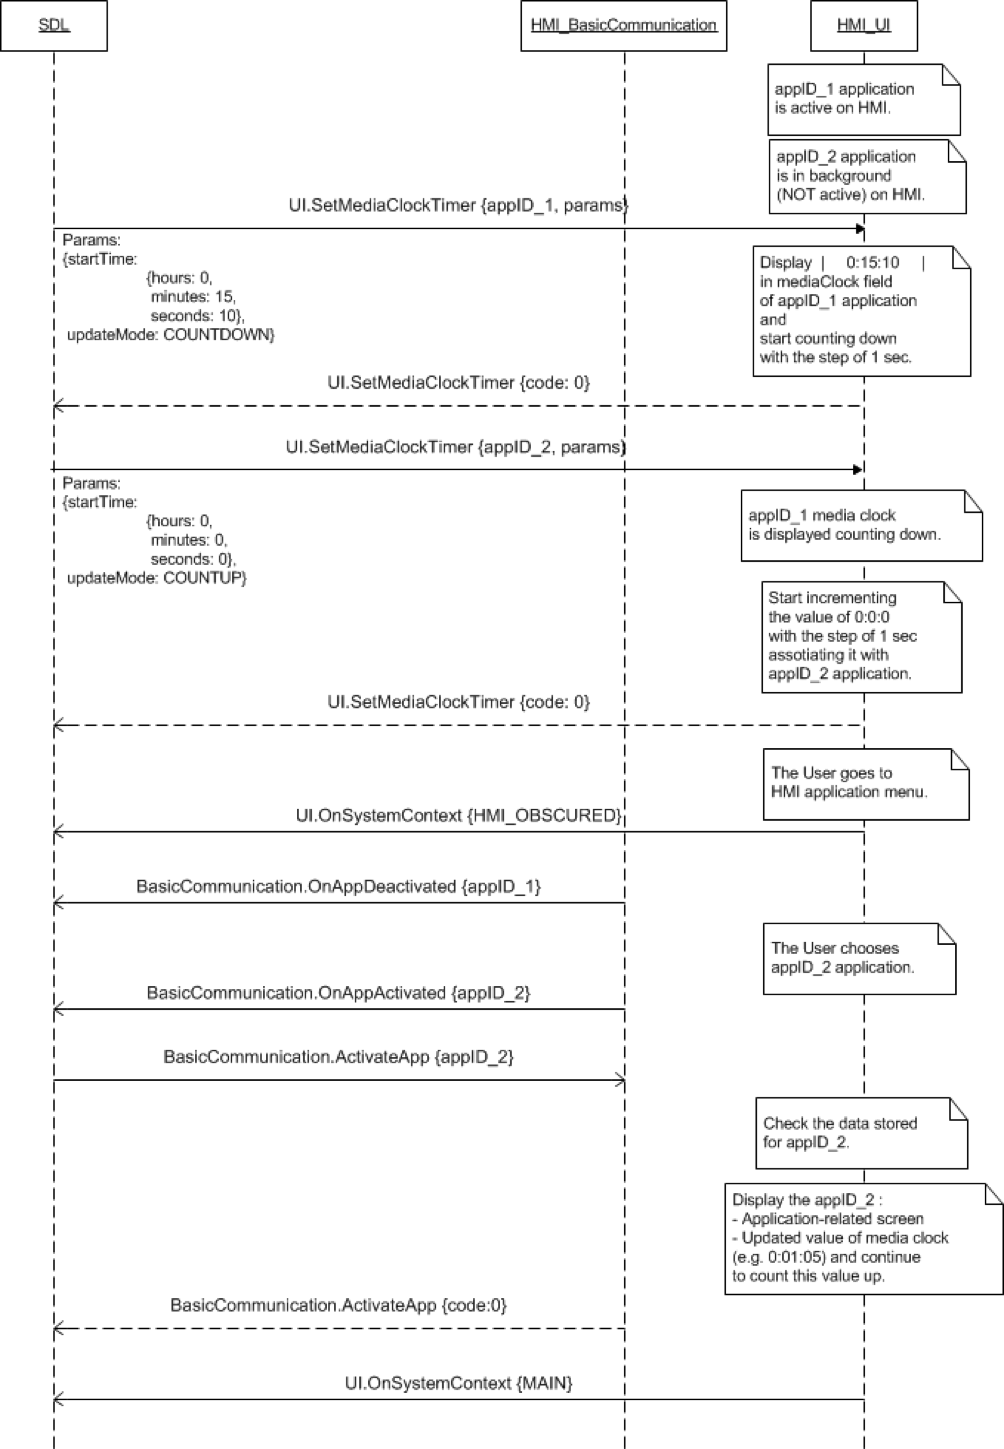 SDL
HMI_BasicCommunication
HMI_UI
appID_1 application
is active on HMI.
appID_2 application
is in background
(NOT active) on HMI.
UI.SetMediaClockTimer {appID_1, params}
Params:
{startTime:
{hours: 0,
minutes: 15,
seconds: 10},
updateMode: COUNTDOWN}
Display | 0:15:10 |
in mediaClock field
of appID_1 application
and
start counting down
with the step of 1 sec.
UI.SetMediaClockTimer {code: 0}
UI.SetMediaClockTimer {appID_2, params}
Params:
{startTime:
{hours: 0,
minutes: 0,
seconds: 0},
updateMode: COUNTUP}
appID_1 media clock
is displayed counting down.
Start incrementing
the value of 0:0:0
with the step of 1 sec
assotiating it with
appID_2 application.
UI.SetMediaClockTimer {code: 0}
The User goes to
HMI application menu.
UI.OnSystemContext {HMI_OBSCURED}
BasicCommunication.OnAppDeactivated {appID_1}
The User chooses
appID_2 application.
BasicCommunication.OnAppActivated {appID_2}
BasicCommunication.ActivateApp {appID_2}
Check the data stored
for appID_2.
Display the appID_2 :
- Application-related screen
- Updated value of media clock
(e.g. 0:01:05) and continue
to count this value up.
BasicCommunication.ActivateApp {code:0}
UI.OnSystemContext {MAIN}